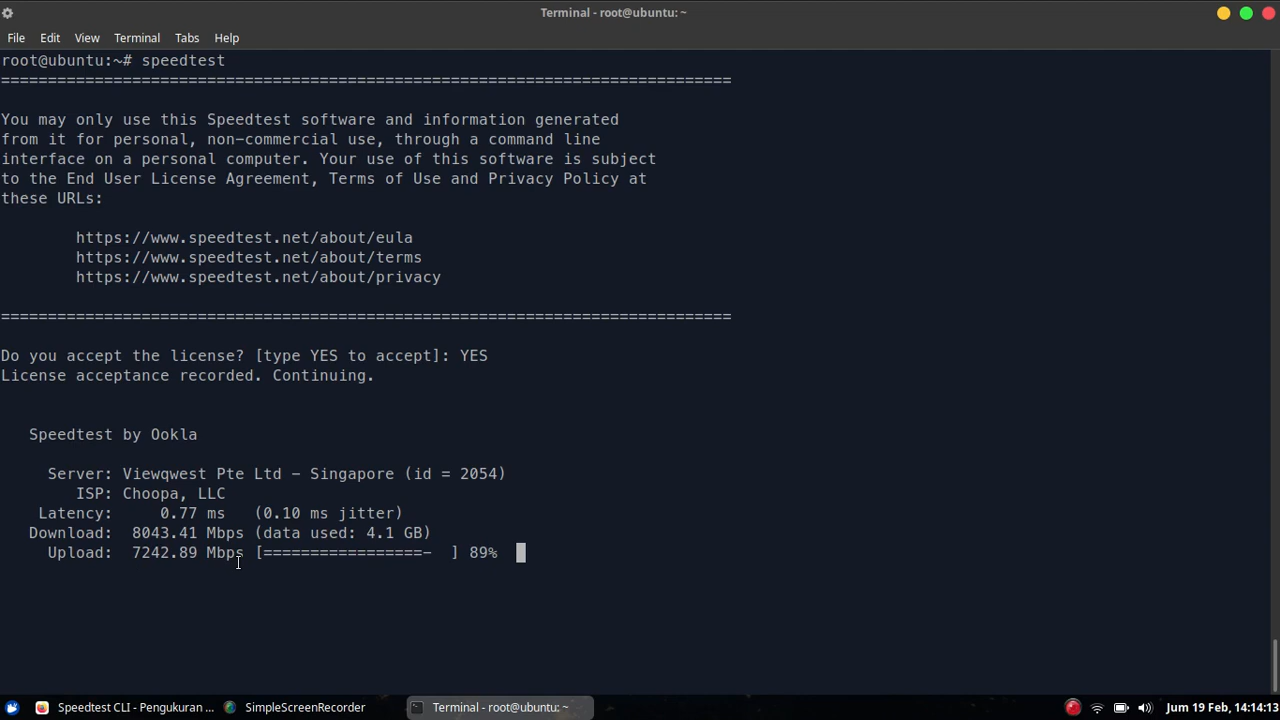 Terminal - root@ubuntu: ~
File Edit View Terminal Tabs Help
root@ubuntu:~# speedtest
==============================================================================
You may only use this Speedtest software and information generated
from it for personal, non-commercial use, through a command line
interface on a personal computer. Your use of this software is subject
to the End User License Agreement, Terms of Use and Privacy Policy at
these URLs:
https://www.speedtest.net/about/eula
https://www.speedtest.net/about/terms
https://www.speedtest.net/about/privacy
==============================================================================
Do you accept the license? [type YES to accept]: YES
License acceptance recorded. Continuing.
Speedtest by Ookla
Server: Viewqwest Pte Ltd - Singapore (id = 2054)
ISP: Choopa, LLC
Latency: 0.77 ms (0.10 ms jitter)
Download: 8043.41 Mbps (data used: 4.1 GB)
Upload: 7242.89 Mbps [=================- ] 89%
Speedtest CLI - Pengukuran ... SimpleScreenRecorder Terminal - root@ubuntu: ~ Jum 19 Feb, 14:14:13